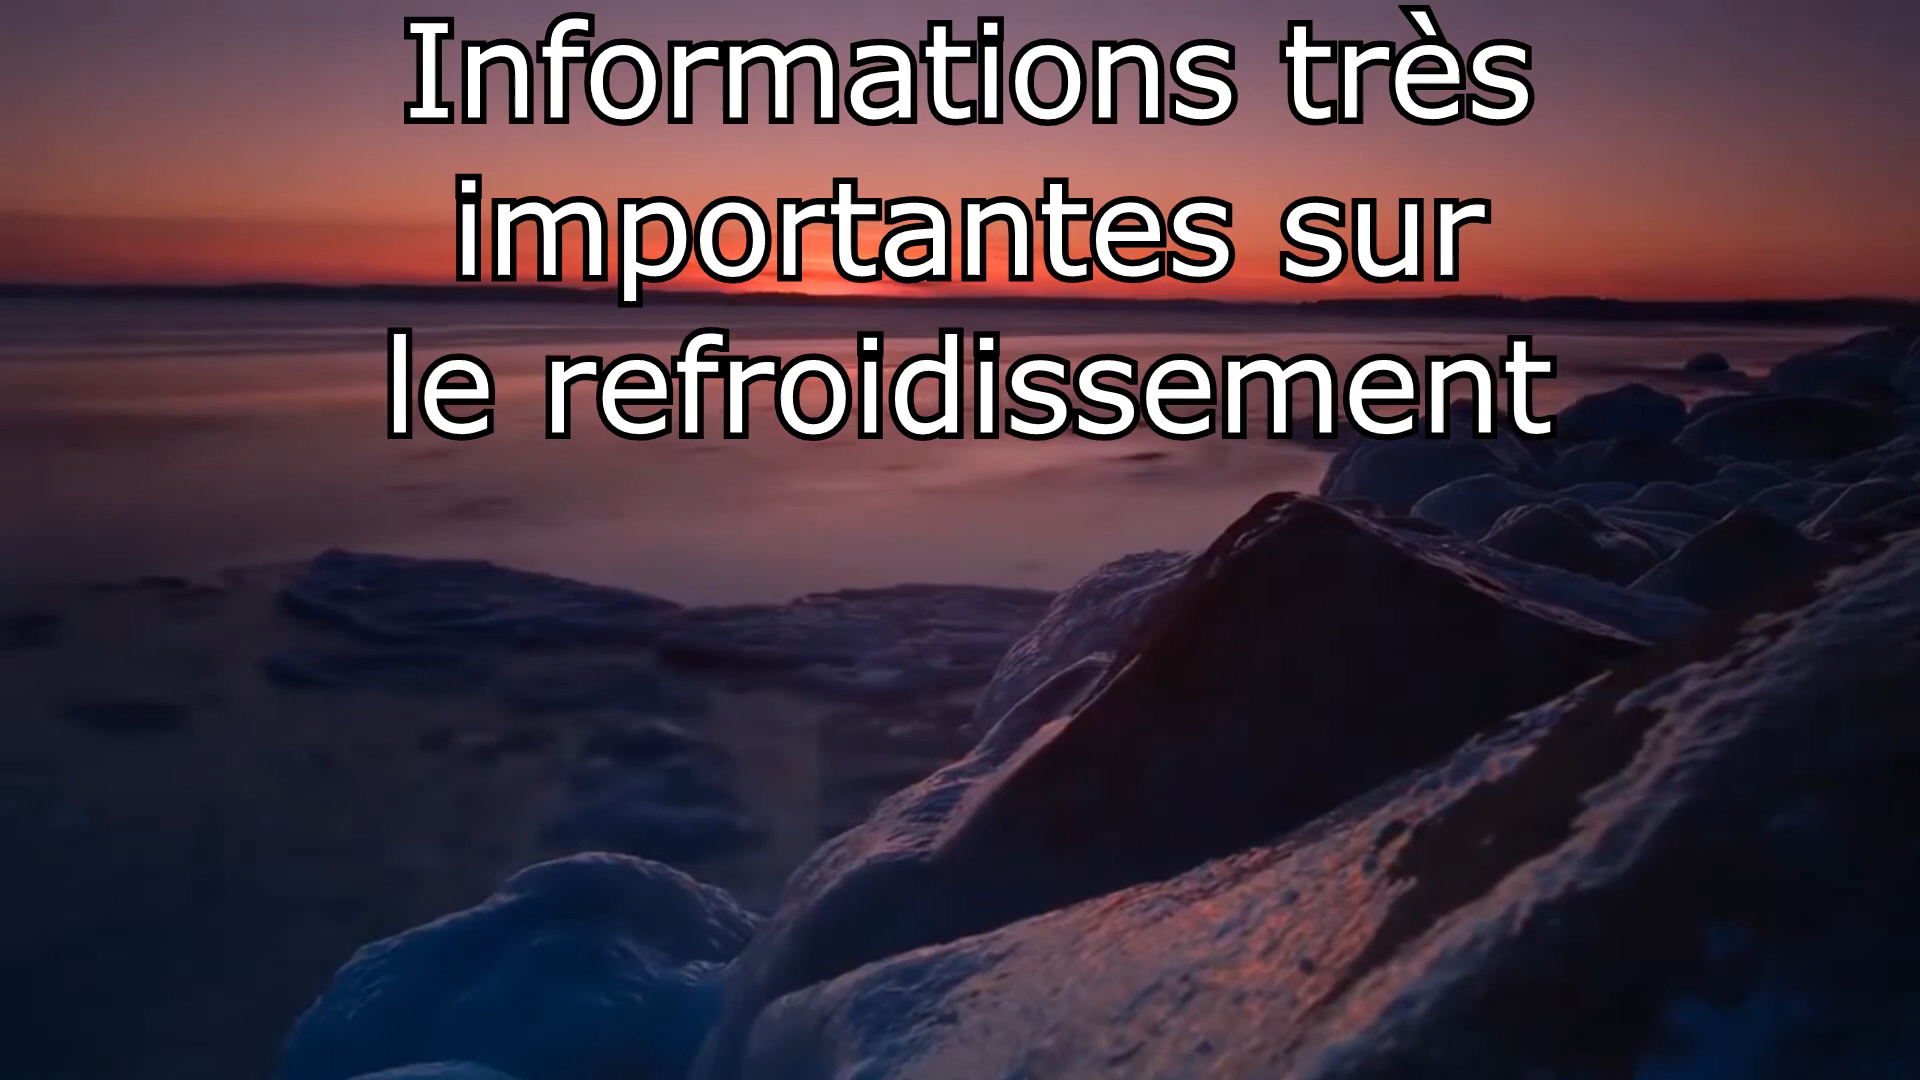 Informations très
importantes sur
le refroidissement